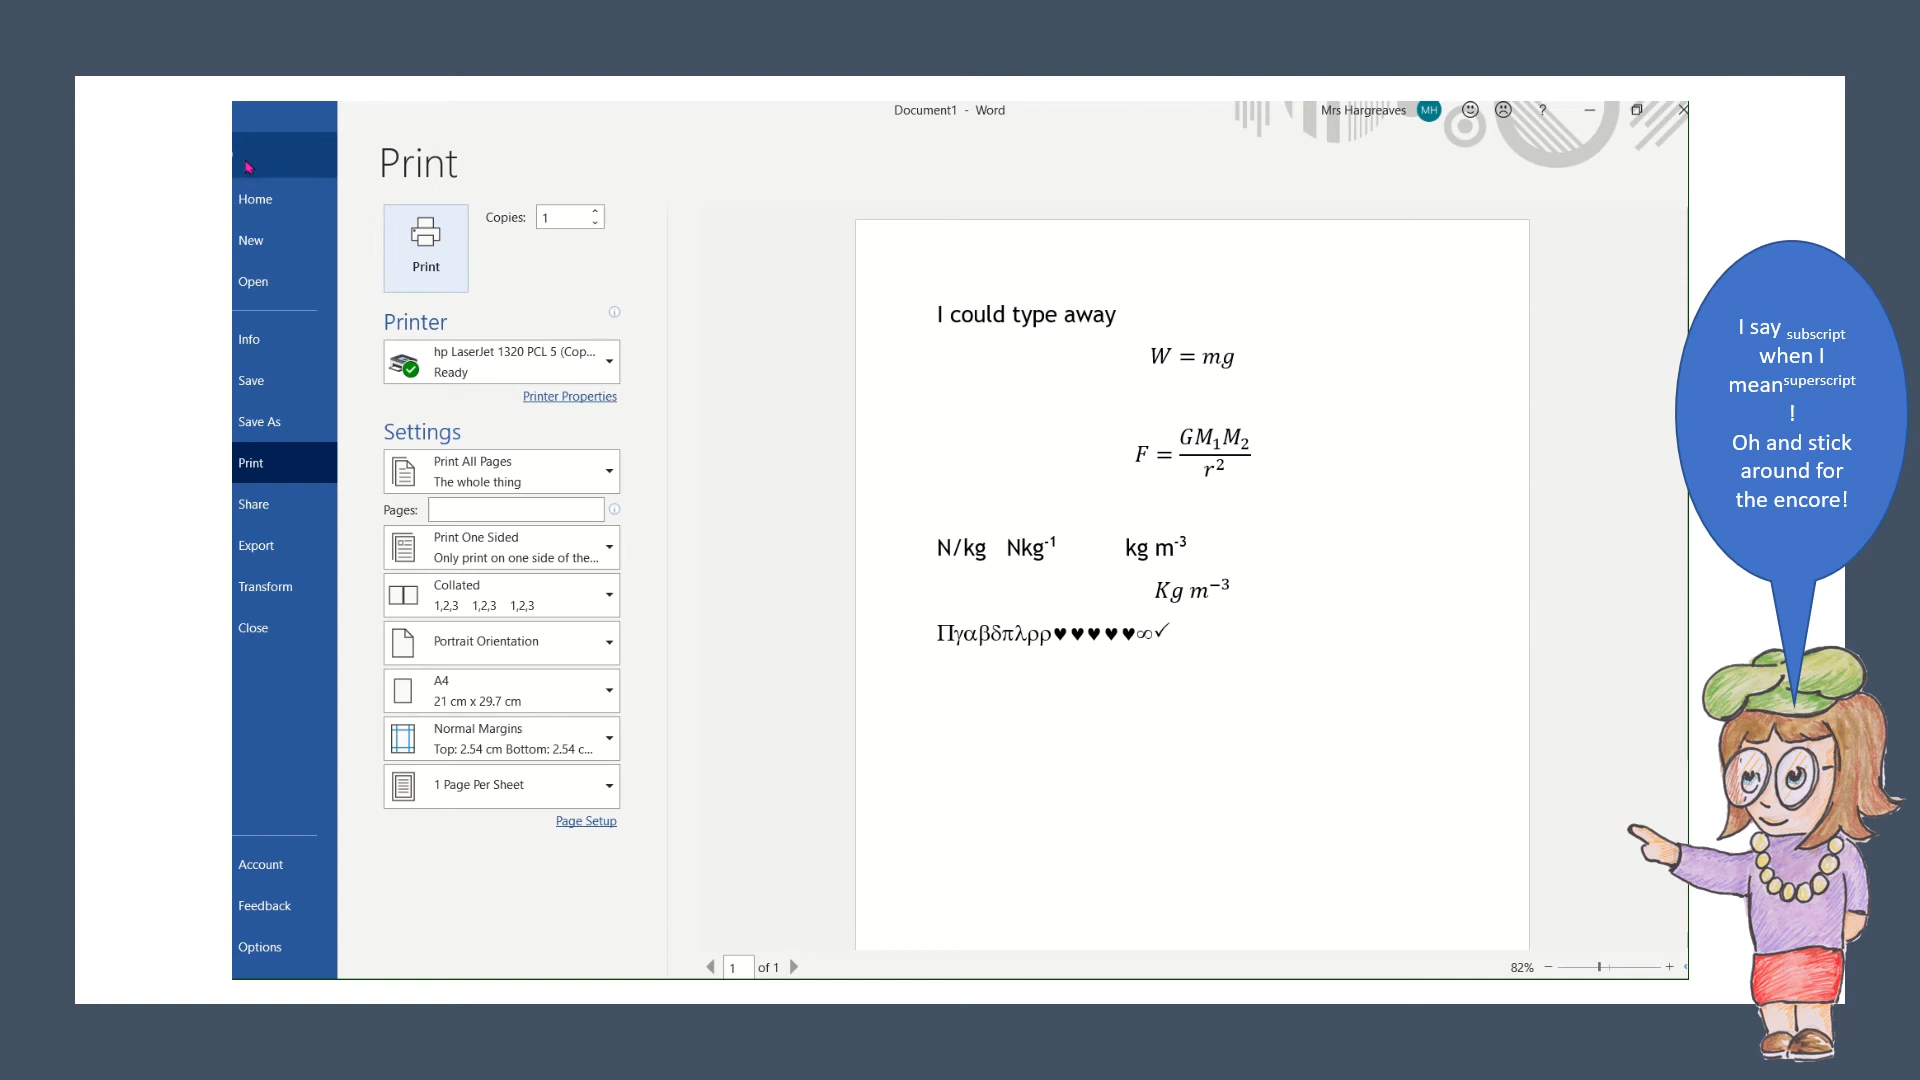 Document1 - Word
Mrs Hargreaves MH ?
Print
Home
New
Open
Info
Save
Save As
Print
Share
Export
Transform
Close
Account
Feedback
Options
Print
Copies: 1
Printer
hp LaserJet 1320 PCL 5 (Cop...
Ready
Printer Properties
Settings
Print All Pages
The whole thing
Pages:
Print One Sided
Only print on one side of the...
Collated
1,2,3 1,2,3 1,2,3
Portrait Orientation
A4
21 cm x 29.7 cm
Normal Margins
Top: 2.54 cm Bottom: 2.54 c...
1 Page Per Sheet
Page Setup
I could type away
W = mg
F = GM₁M₂ / r²
N/kg Nkg⁻¹ kg m⁻³
Kg m⁻³
Πγαβδπλρρ♥♥♥♥♥∞✓
1 of 1
82%
I say subscript
when I
mean superscript
!
Oh and stick
around for
the encore!